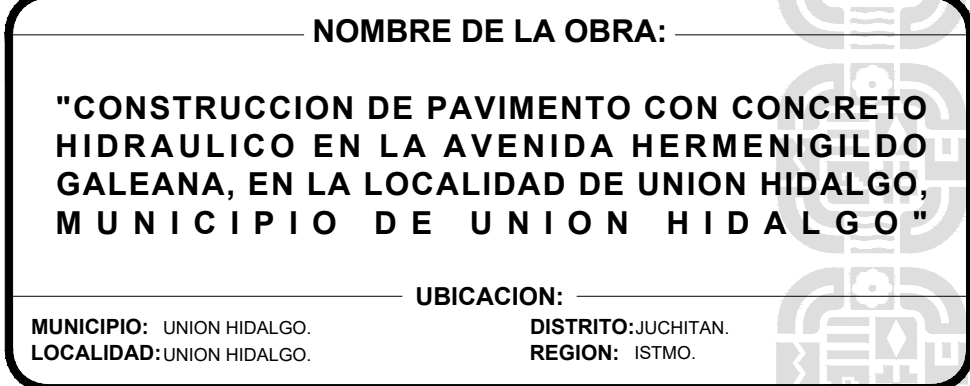 NOMBRE DE LA OBRA:
"CONSTRUCCION DE PAVIMENTO CON CONCRETO
HIDRAULICO EN LA AVENIDA HERMENIGILDO
GALEANA, EN LA LOCALIDAD DE UNION HIDALGO,
MUNICIPIO DE UNION HIDALGO"
UBICACION:
MUNICIPIO: UNION HIDALGO. DISTRITO: JUCHITAN.
LOCALIDAD: UNION HIDALGO. REGION: ISTMO.